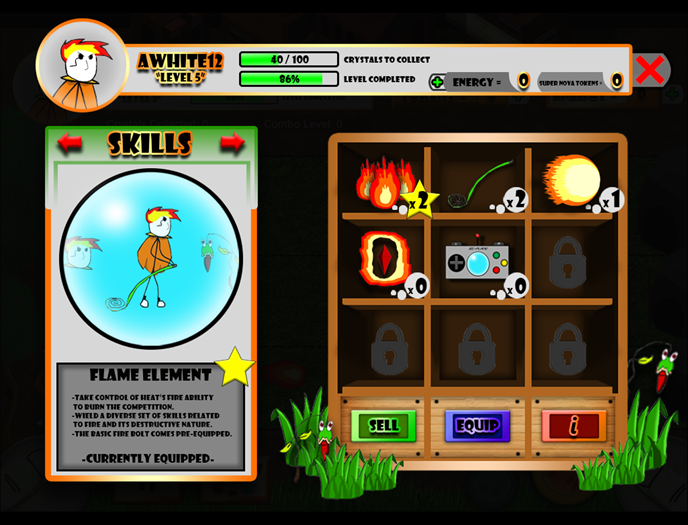 AWHITE12
*LEVEL 5*
40 / 100
CRYSTALS TO COLLECT
86%
LEVEL COMPLETED
ENERGY = 0
SUPER NOVA TOKENS = 0
Combo Level: 0
SKILLS
x2
x2
x1
x0
x0
FLAME ELEMENT
-TAKE CONTROL OF HEAT'S FIRE ABILITY
TO BURN THE COMPETITION.
-WIELD A DIVERSE SET OF SKILLS RELATED
TO FIRE AND ITS DESTRUCTIVE NATURE.
-THE BASIC FIRE BOLT COMES PRE-EQUIPPED.
-CURRENTLY EQUIPPED-
SELL
EQUIP
i